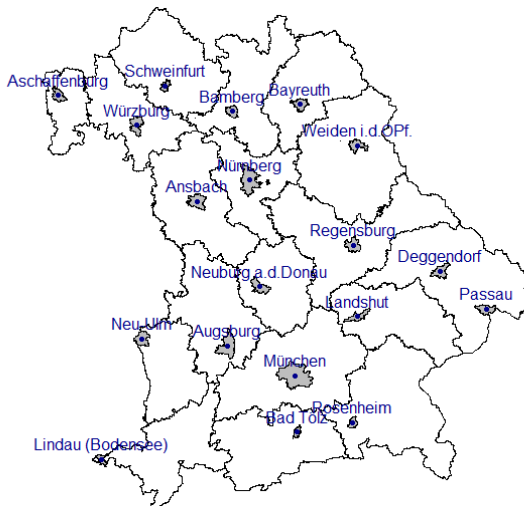 Schweinfurt
Aschaffenburg
Bayreuth
Bamberg
Würzburg
Weiden i.d.OPf.
Nürnberg
Ansbach
Regensburg
Deggendorf
Neuburg a.d.Donau
Landshut
Passau
Neu-Ulm
Augsburg
München
Rosenheim
Bad Tölz
Lindau (Bodensee)